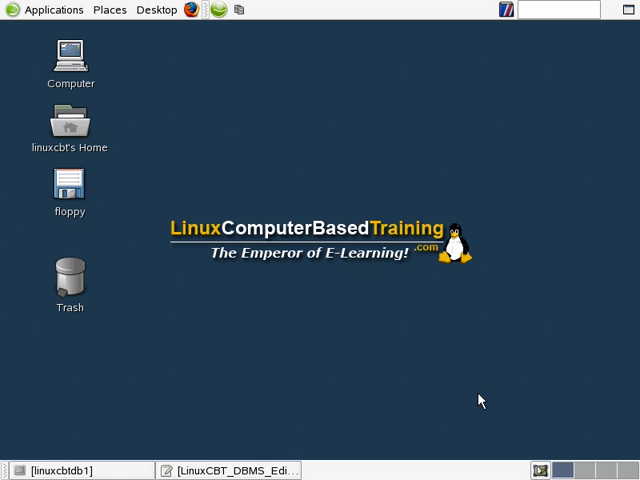 Applications Places Desktop
Computer
linuxcbt's Home
floppy
LinuxComputerBasedTraining
.com
The Emperor of E-Learning!
Trash
[linuxcbtdb1] [LinuxCBT_DBMS_Edi...